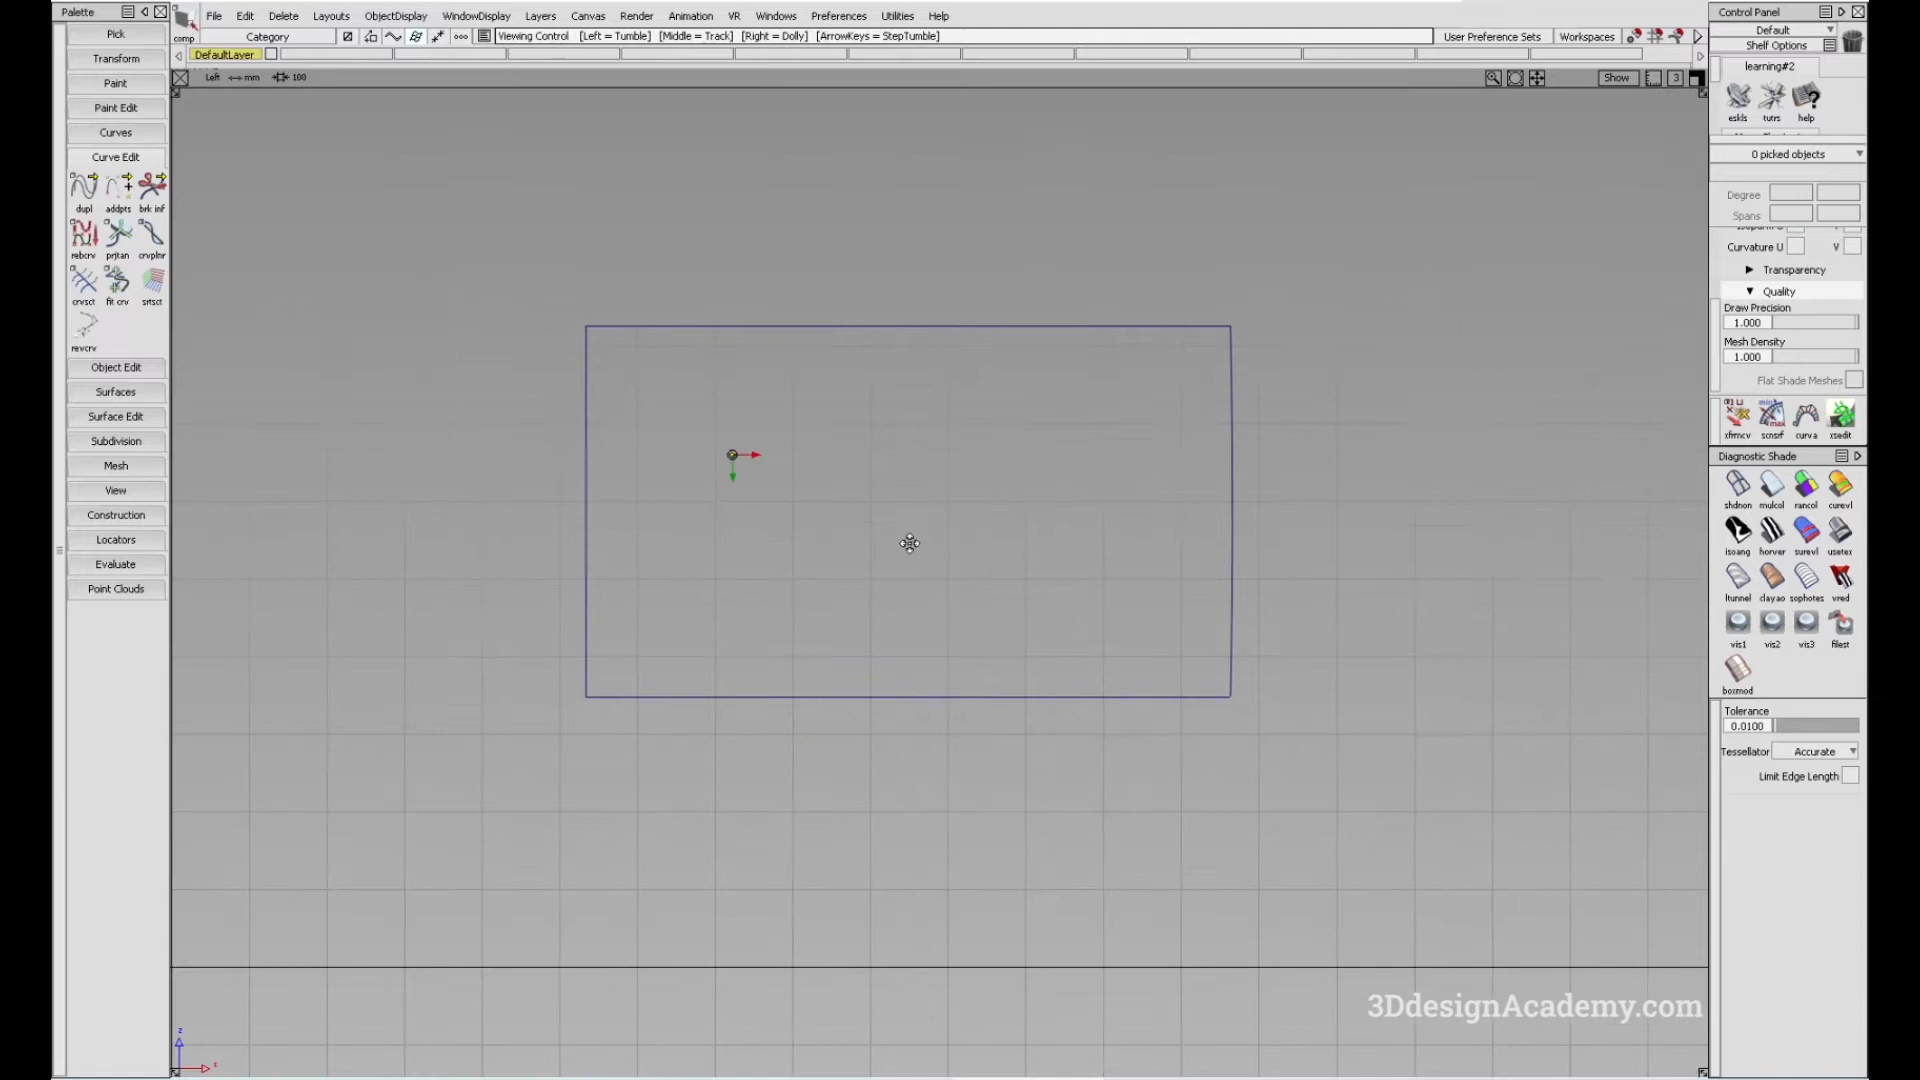 Palette
File Edit Delete Layouts ObjectDisplay WindowDisplay Layers Canvas Render Animation VR Windows Preferences Utilities Help
Control Panel
Pick
Transform
Paint
Paint Edit
Curves
Curve Edit
dupl addpts brk inf
rebcrv prjtan crvplnr
crvsct fit crv srtsct
revcrv
Object Edit
Surfaces
Surface Edit
Subdivision
Mesh
View
Construction
Locators
Evaluate
Point Clouds
comp
Category
Viewing Control [Left = Tumble] [Middle = Track] [Right = Dolly] [ArrowKeys = StepTumble]
User Preference Sets Workspaces
DefaultLayer
Left mm 100
Show 3
z
3DdesignAcademy.com
Default
Shelf Options
learning#2
eskls tutrs help
0 picked objects
Degree
Spans
Curvature U V
Transparency
Quality
Draw Precision
1.000
Mesh Density
1.000
Flat Shade Meshes
xfrmcv scnsrf curva xsedit
Diagnostic Shade
shdnon mulcol rancol curevl
isoang horver surevl usetex
ltunnel clayao sophotes vred
vis1 vis2 vis3 filest
boxmod
Tolerance
0.0100
Tessellator Accurate
Limit Edge Length